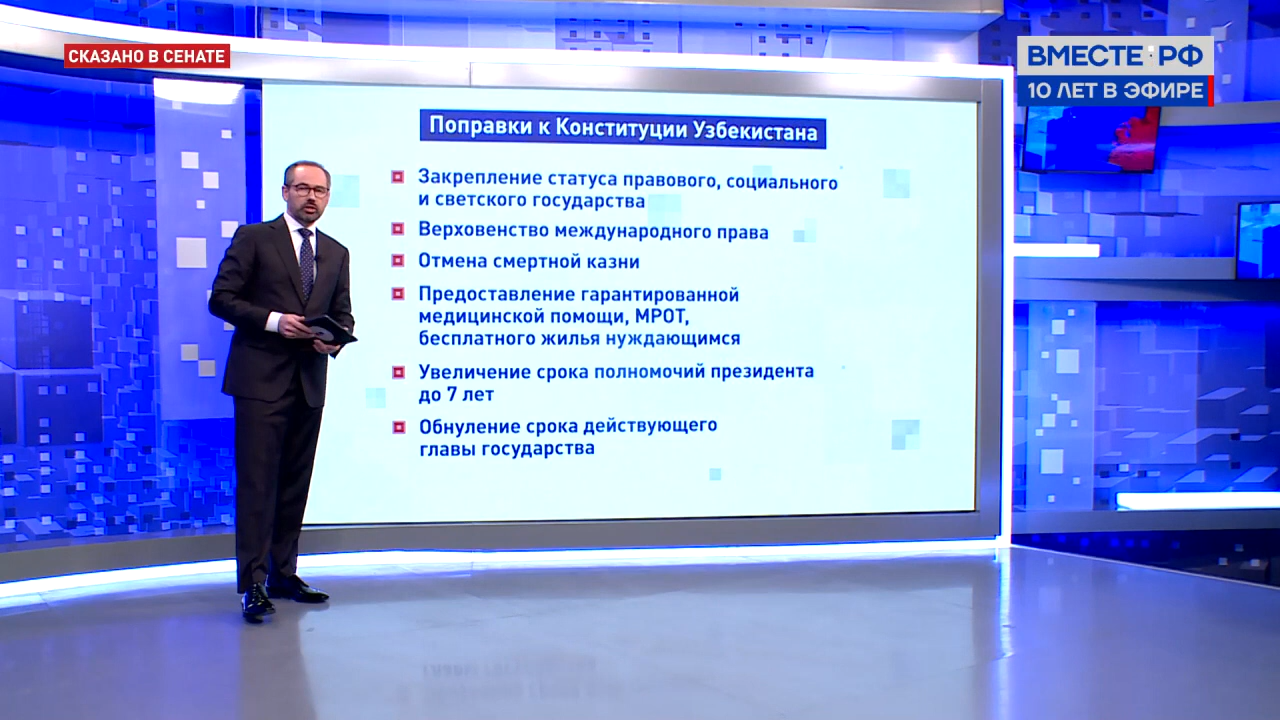 СКАЗАНО В СЕНАТЕ
ВМЕСТЕ·РФ
10 ЛЕТ В ЭФИРЕ
Поправки к Конституции Узбекистана
Закрепление статуса правового, социального
и светского государства
Верховенство международного права
Отмена смертной казни
Предоставление гарантированной
медицинской помощи, МРОТ,
бесплатного жилья нуждающимся
Увеличение срока полномочий президента
до 7 лет
Обнуление срока действующего
главы государства